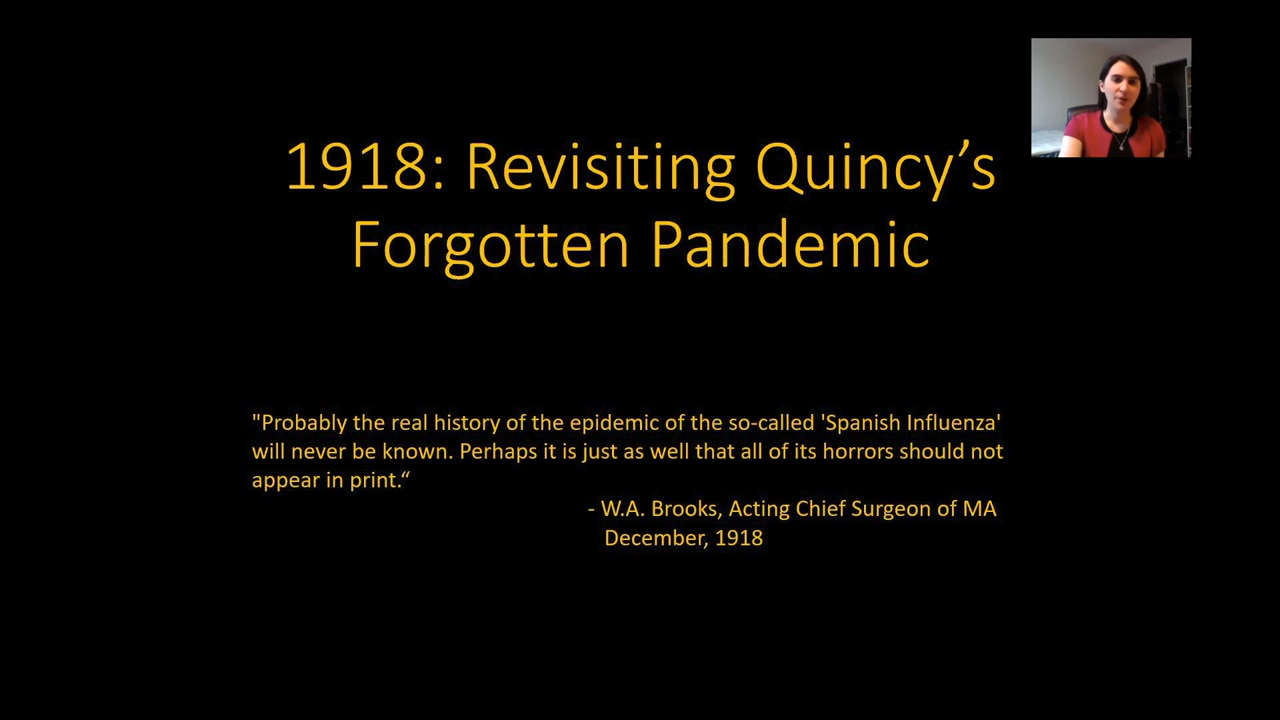 1918: Revisiting Quincy’s
Forgotten Pandemic
"Probably the real history of the epidemic of the so-called 'Spanish Influenza'
will never be known. Perhaps it is just as well that all of its horrors should not
appear in print.“
- W.A. Brooks, Acting Chief Surgeon of MA
December, 1918